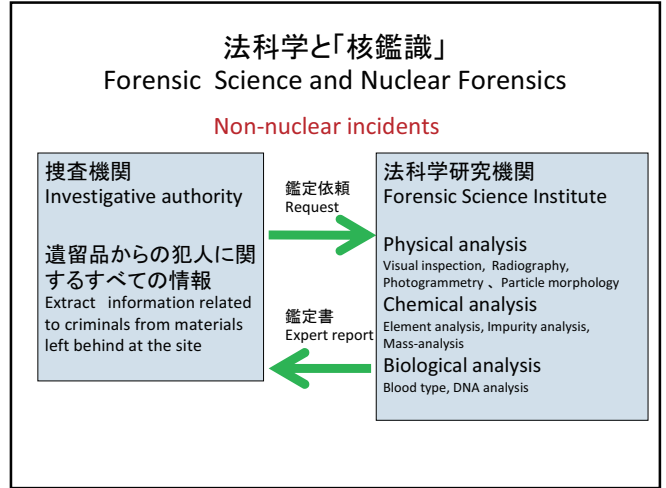 法科学と「核鑑識」
Forensic Science and Nuclear Forensics
Non-nuclear incidents
捜査機関
Investigative authority
遺留品からの犯人に関
するすべての情報
Extract information related
to criminals from materials
left behind at the site
鑑定依頼
Request
鑑定書
Expert report
法科学研究機関
Forensic Science Institute
Physical analysis
Visual inspection, Radiography,
Photogrammetry 、 Particle morphology
Chemical analysis
Element analysis, Impurity analysis,
Mass-analysis
Biological analysis
Blood type, DNA analysis